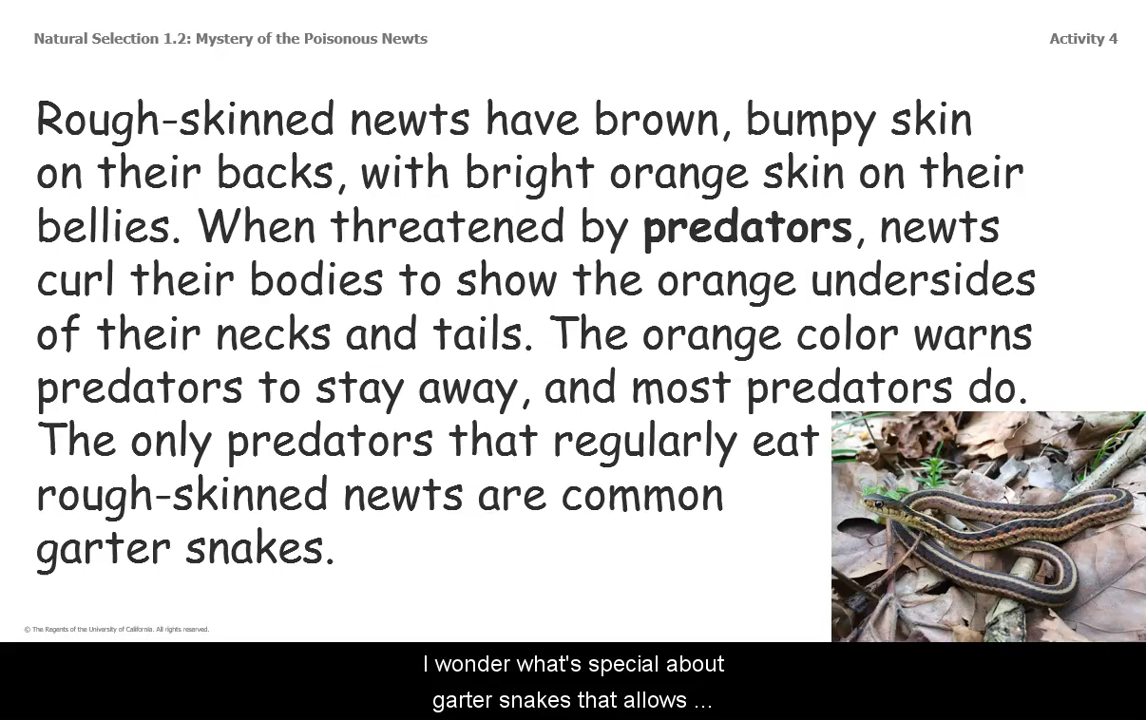 Natural Selection 1.2: Mystery of the Poisonous Newts
Activity 4
Rough-skinned newts have brown, bumpy skin
on their backs, with bright orange skin on their
bellies. When threatened by predators, newts
curl their bodies to show the orange undersides
of their necks and tails. The orange color warns
predators to stay away, and most predators do.
The only predators that regularly eat
rough-skinned newts are common
garter snakes.
© The Regents of the University of California. All rights reserved.
I wonder what's special about
garter snakes that allows ...